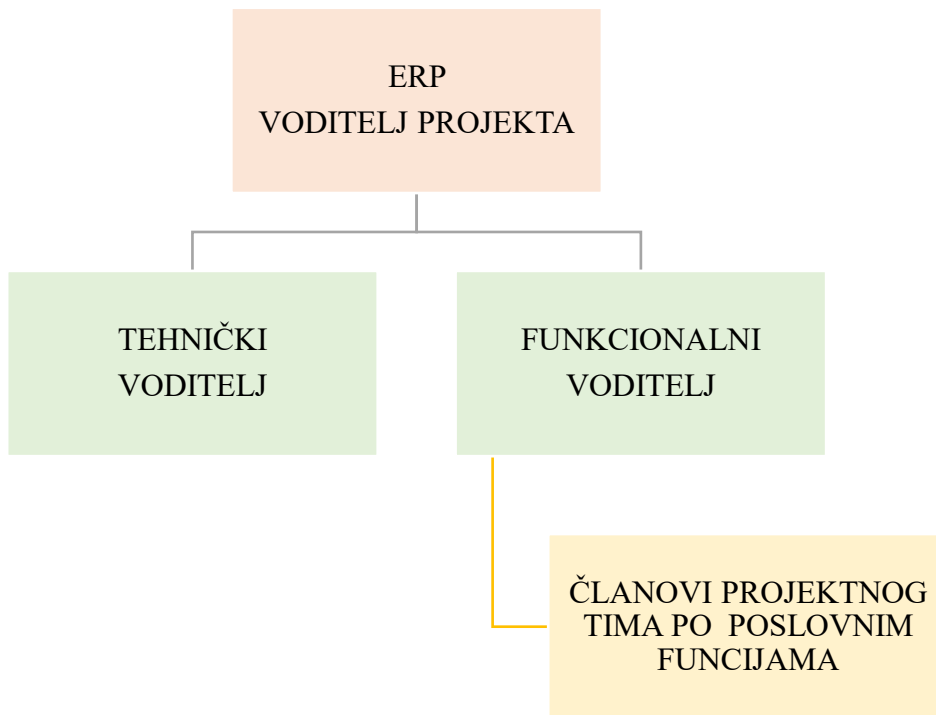 ERP
VODITELJ PROJEKTA
TEHNIČKI
VODITELJ
FUNKCIONALNI
VODITELJ
ČLANOVI PROJEKTNOG
TIMA PO POSLOVNIM
FUNCIJAMA